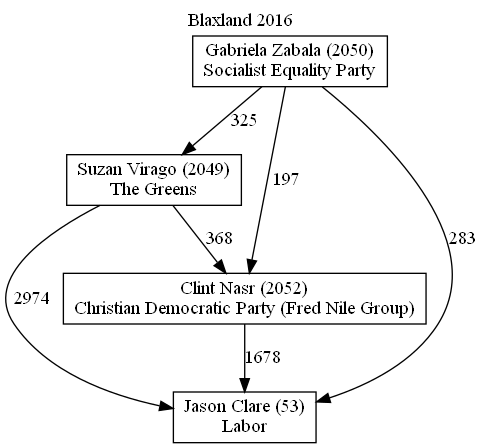 Blaxland 2016
Gabriela Zabala (2050)
Socialist Equality Party
325
Suzan Virago (2049)
The Greens
197
368
283
2974
Clint Nasr (2052)
Christian Democratic Party (Fred Nile Group)
1678
Jason Clare (53)
Labor